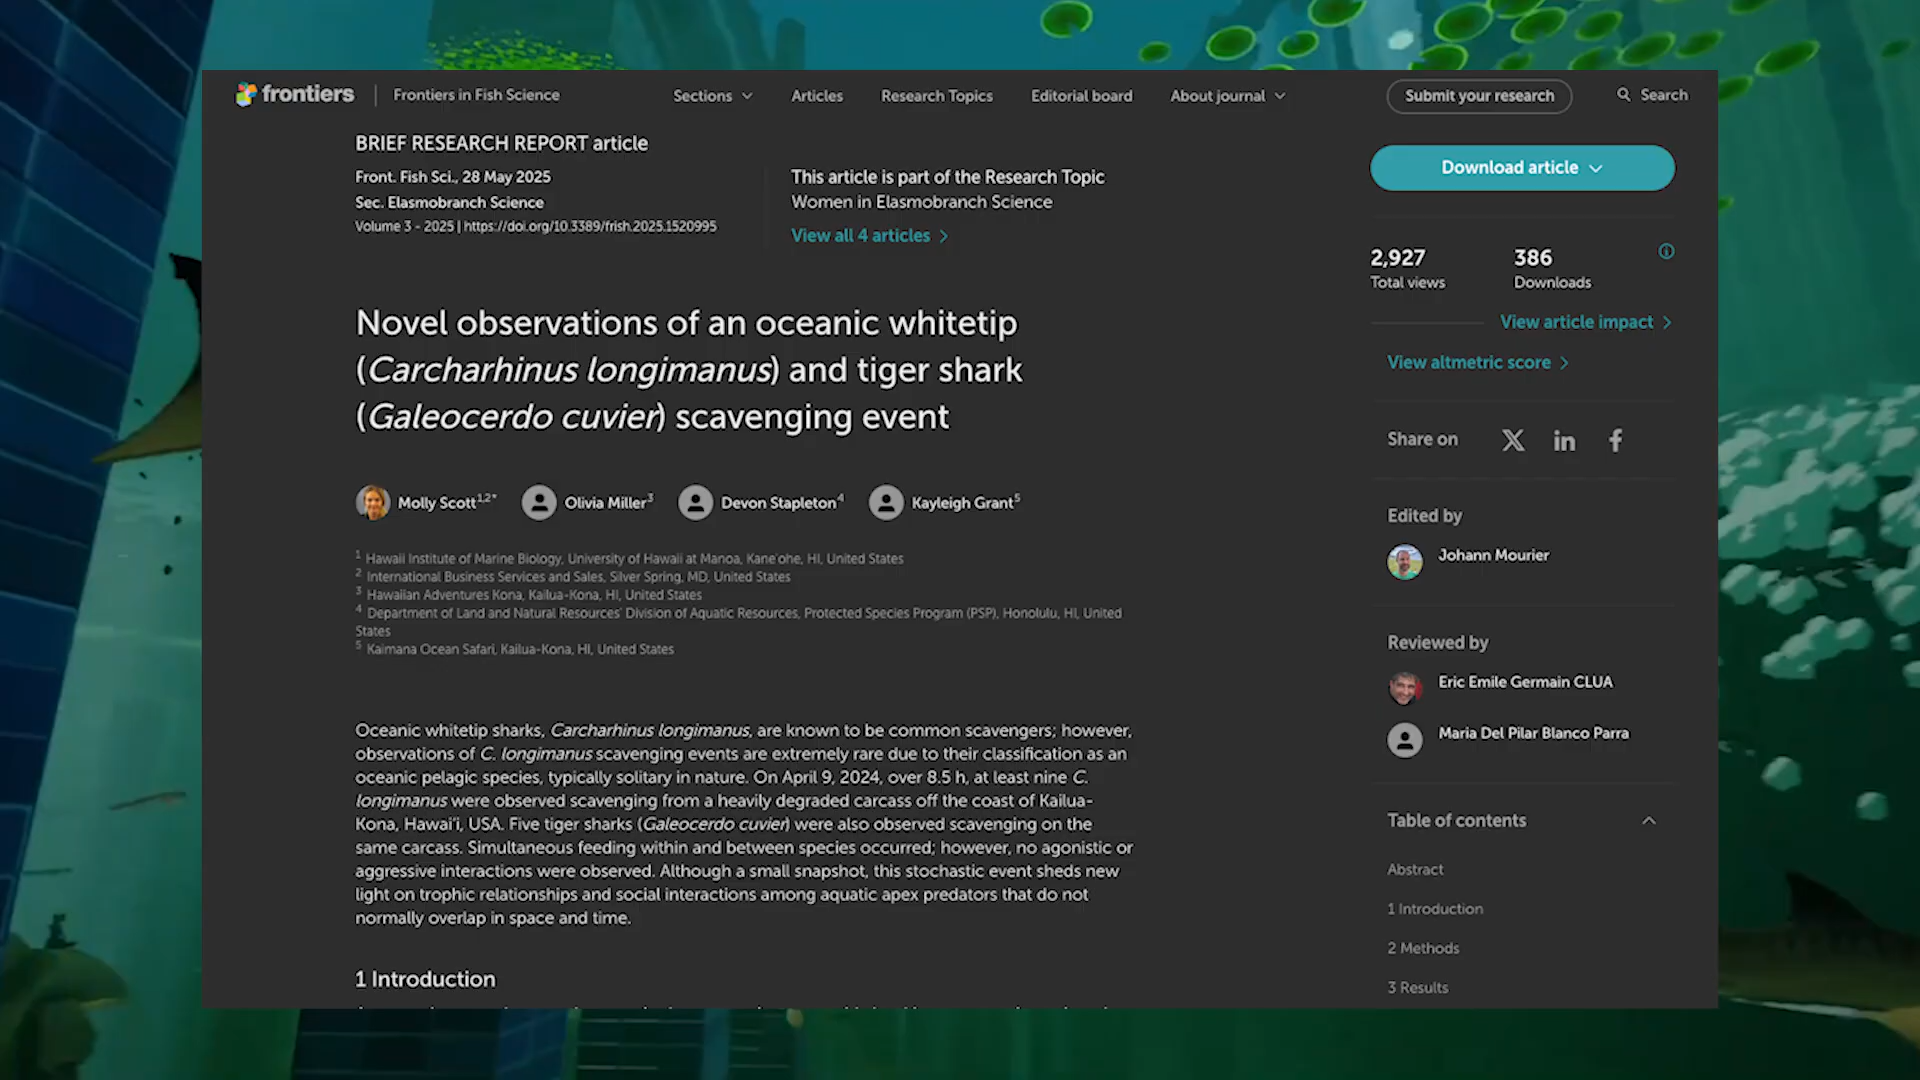 frontiers | Frontiers in Fish Science
Sections
Articles
Research Topics
Editorial board
About journal
Submit your research
Search
BRIEF RESEARCH REPORT article
Front. Fish Sci., 28 May 2025
Sec. Elasmobranch Science
Volume 3 - 2025 | https://doi.org/10.3389/frish.2025.1520995
This article is part of the Research Topic
Women in Elasmobranch Science
View all 4 articles
Novel observations of an oceanic whitetip
(Carcharhinus longimanus) and tiger shark
(Galeocerdo cuvier) scavenging event
Molly Scott1,2*
Olivia Miller3
Devon Stapleton4
Kayleigh Grant5
1 Hawaii Institute of Marine Biology, University of Hawaii at Manoa, Kane'ohe, HI, United States
2 International Business Services and Sales, Silver Spring, MD, United States
3 Hawaiian Adventures Kona, Kailua-Kona, HI, United States
4 Department of Land and Natural Resources' Division of Aquatic Resources, Protected Species Program (PSP), Honolulu, HI, United
States
5 Kaimana Ocean Safari, Kailua-Kona, HI, United States
Oceanic whitetip sharks, Carcharhinus longimanus, are known to be common scavengers; however,
observations of C. longimanus scavenging events are extremely rare due to their classification as an
oceanic pelagic species, typically solitary in nature. On April 9, 2024, over 8.5 h, at least nine C.
longimanus were observed scavenging from a heavily degraded carcass off the coast of Kailua-
Kona, Hawai'i, USA. Five tiger sharks (Galeocerdo cuvier) were also observed scavenging on the
same carcass. Simultaneous feeding within and between species occurred; however, no agonistic or
aggressive interactions were observed. Although a small snapshot, this stochastic event sheds new
light on trophic relationships and social interactions among aquatic apex predators that do not
normally overlap in space and time.
1 Introduction
Download article
2,927
Total views
386
Downloads
View article impact
View altmetric score
Share on
Edited by
Johann Mourier
Reviewed by
Eric Emile Germain CLUA
Maria Del Pilar Blanco Parra
Table of contents
Abstract
1 Introduction
2 Methods
3 Results